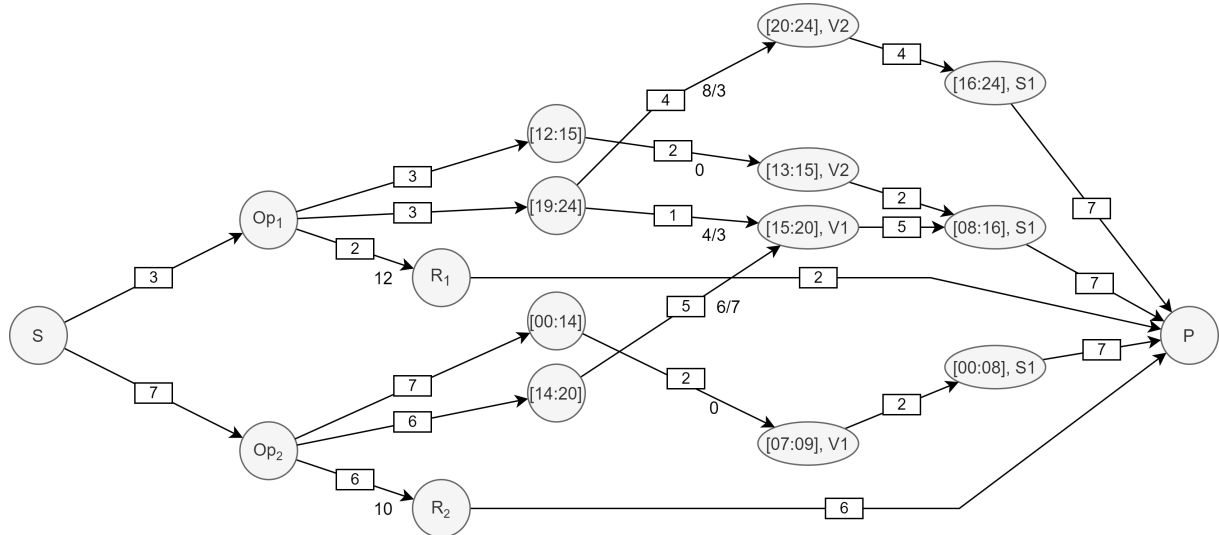 [20:24], V2
4
[16:24], S1
4
8/3
[12:15]
2
0
[13:15], V2
3
2
[19:24]
3
1
4/3
[15:20], V1
5
[08:16], S1
7
Op1
2
12
R1
2
7
3
S
[00:14]
5
6/7
P
7
7
2
0
[00:08], S1
7
[14:20]
6
2
[07:09], V1
Op2
6
10
R2
6